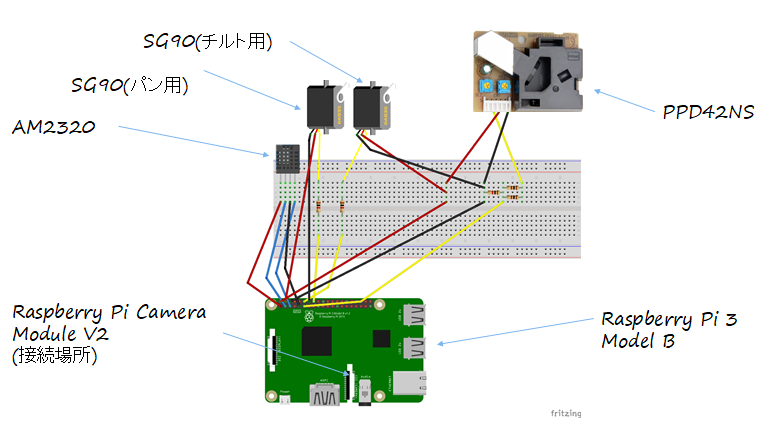 SG90(チルト用)
SG90(パン用)
AM2320
PPD42NS
Raspberry Pi Camera
Module V2
(接続場所)
Raspberry Pi 3
Model B
fritzing